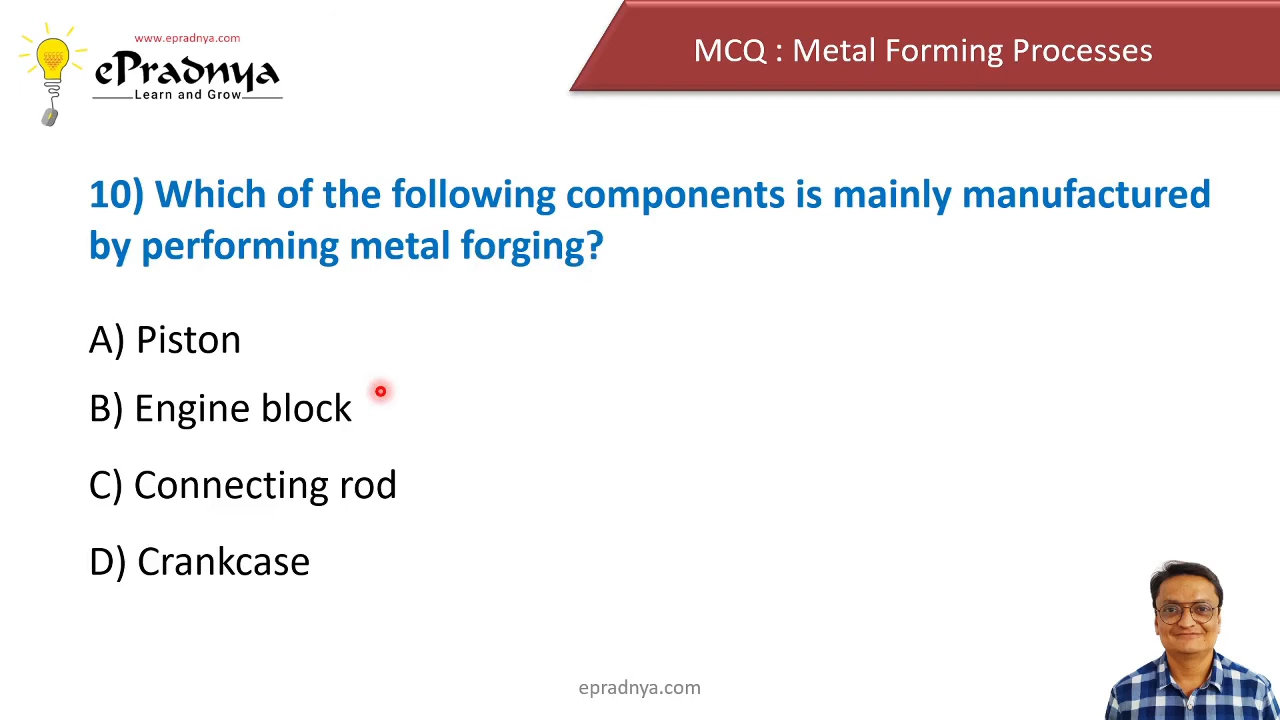 www.epradnya.com
ePradnya
Learn and Grow
MCQ : Metal Forming Processes
10) Which of the following components is mainly manufactured
by performing metal forging?
A) Piston
B) Engine block
C) Connecting rod
D) Crankcase
epradnya.com